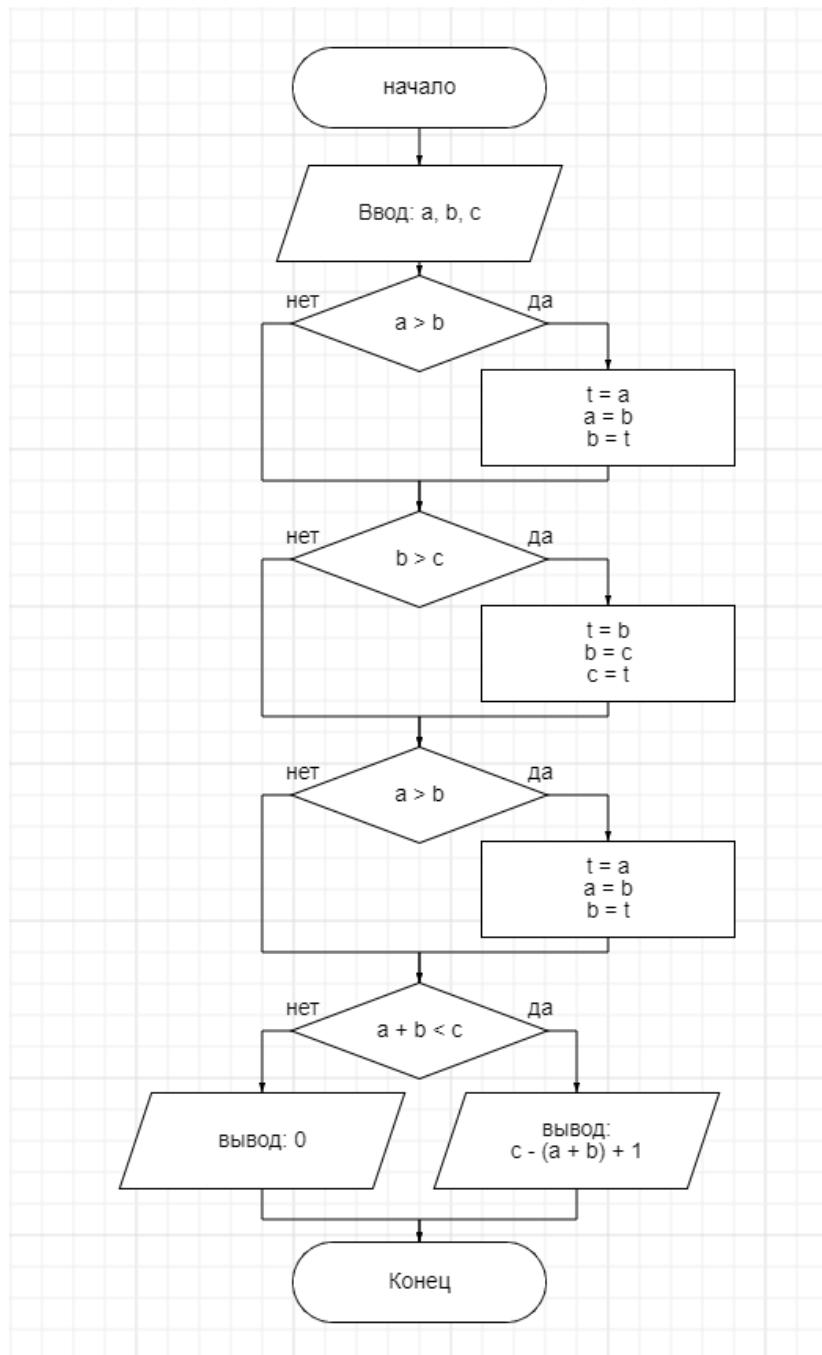 начало
Ввод: a, b, c
нет
да
a > b
t = a
a = b
b = t
нет
да
b > c
t = b
b = c
c = t
нет
да
a > b
t = a
a = b
b = t
нет
да
a + b < c
вывод: 0
вывод:
c - (a + b) + 1
Конец